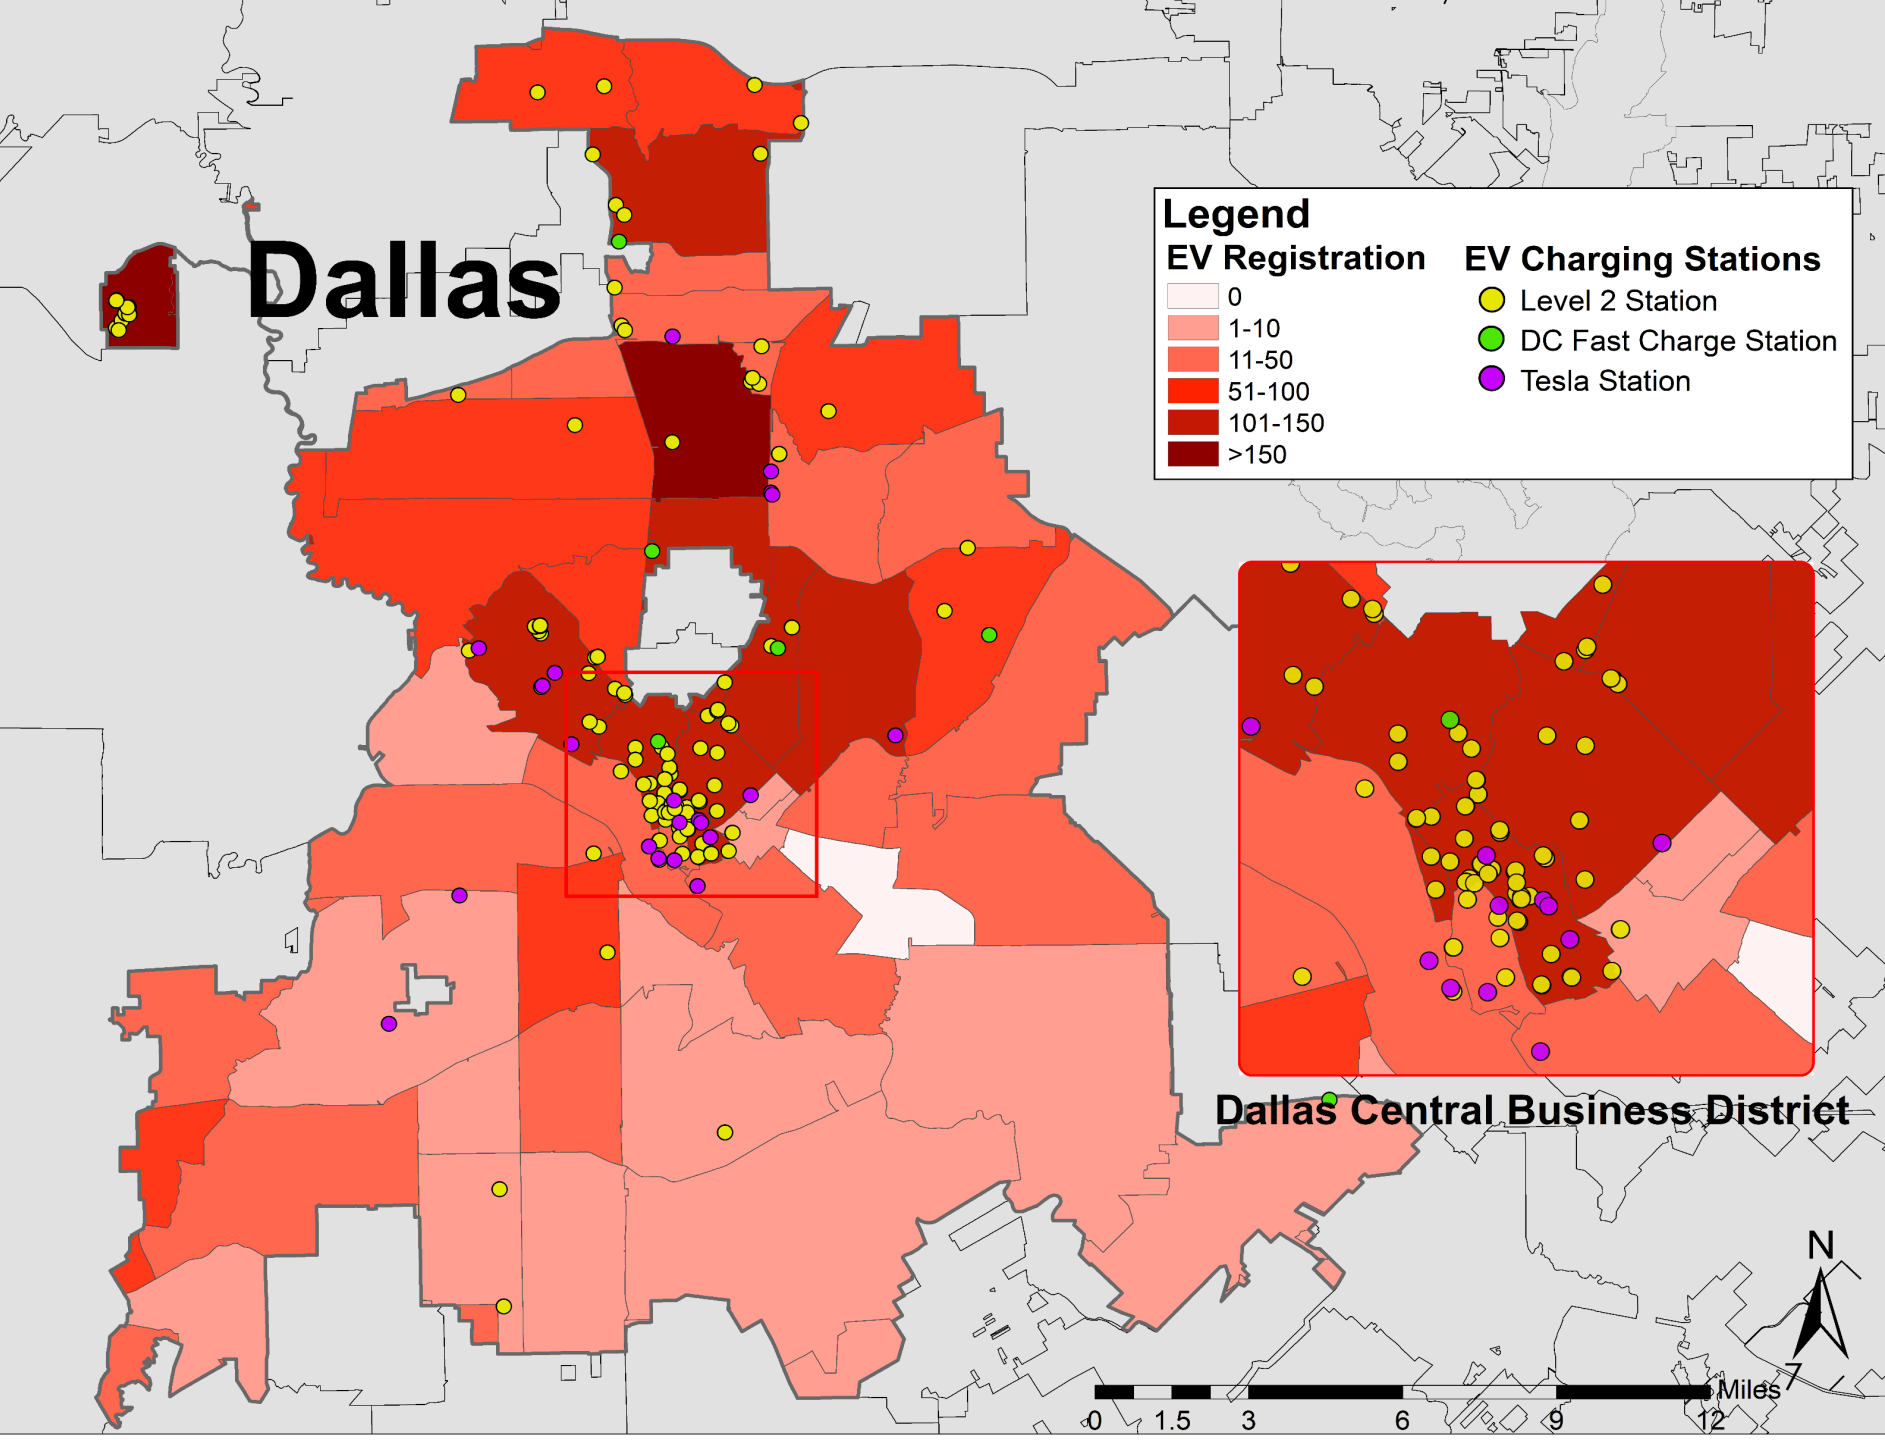 Dallas
Legend
EV Registration
0
1-10
11-50
51-100
101-150
>150
EV Charging Stations
Level 2 Station
DC Fast Charge Station
Tesla Station
Dallas Central Business District
N
Miles
0 1.5 3 6 9 12